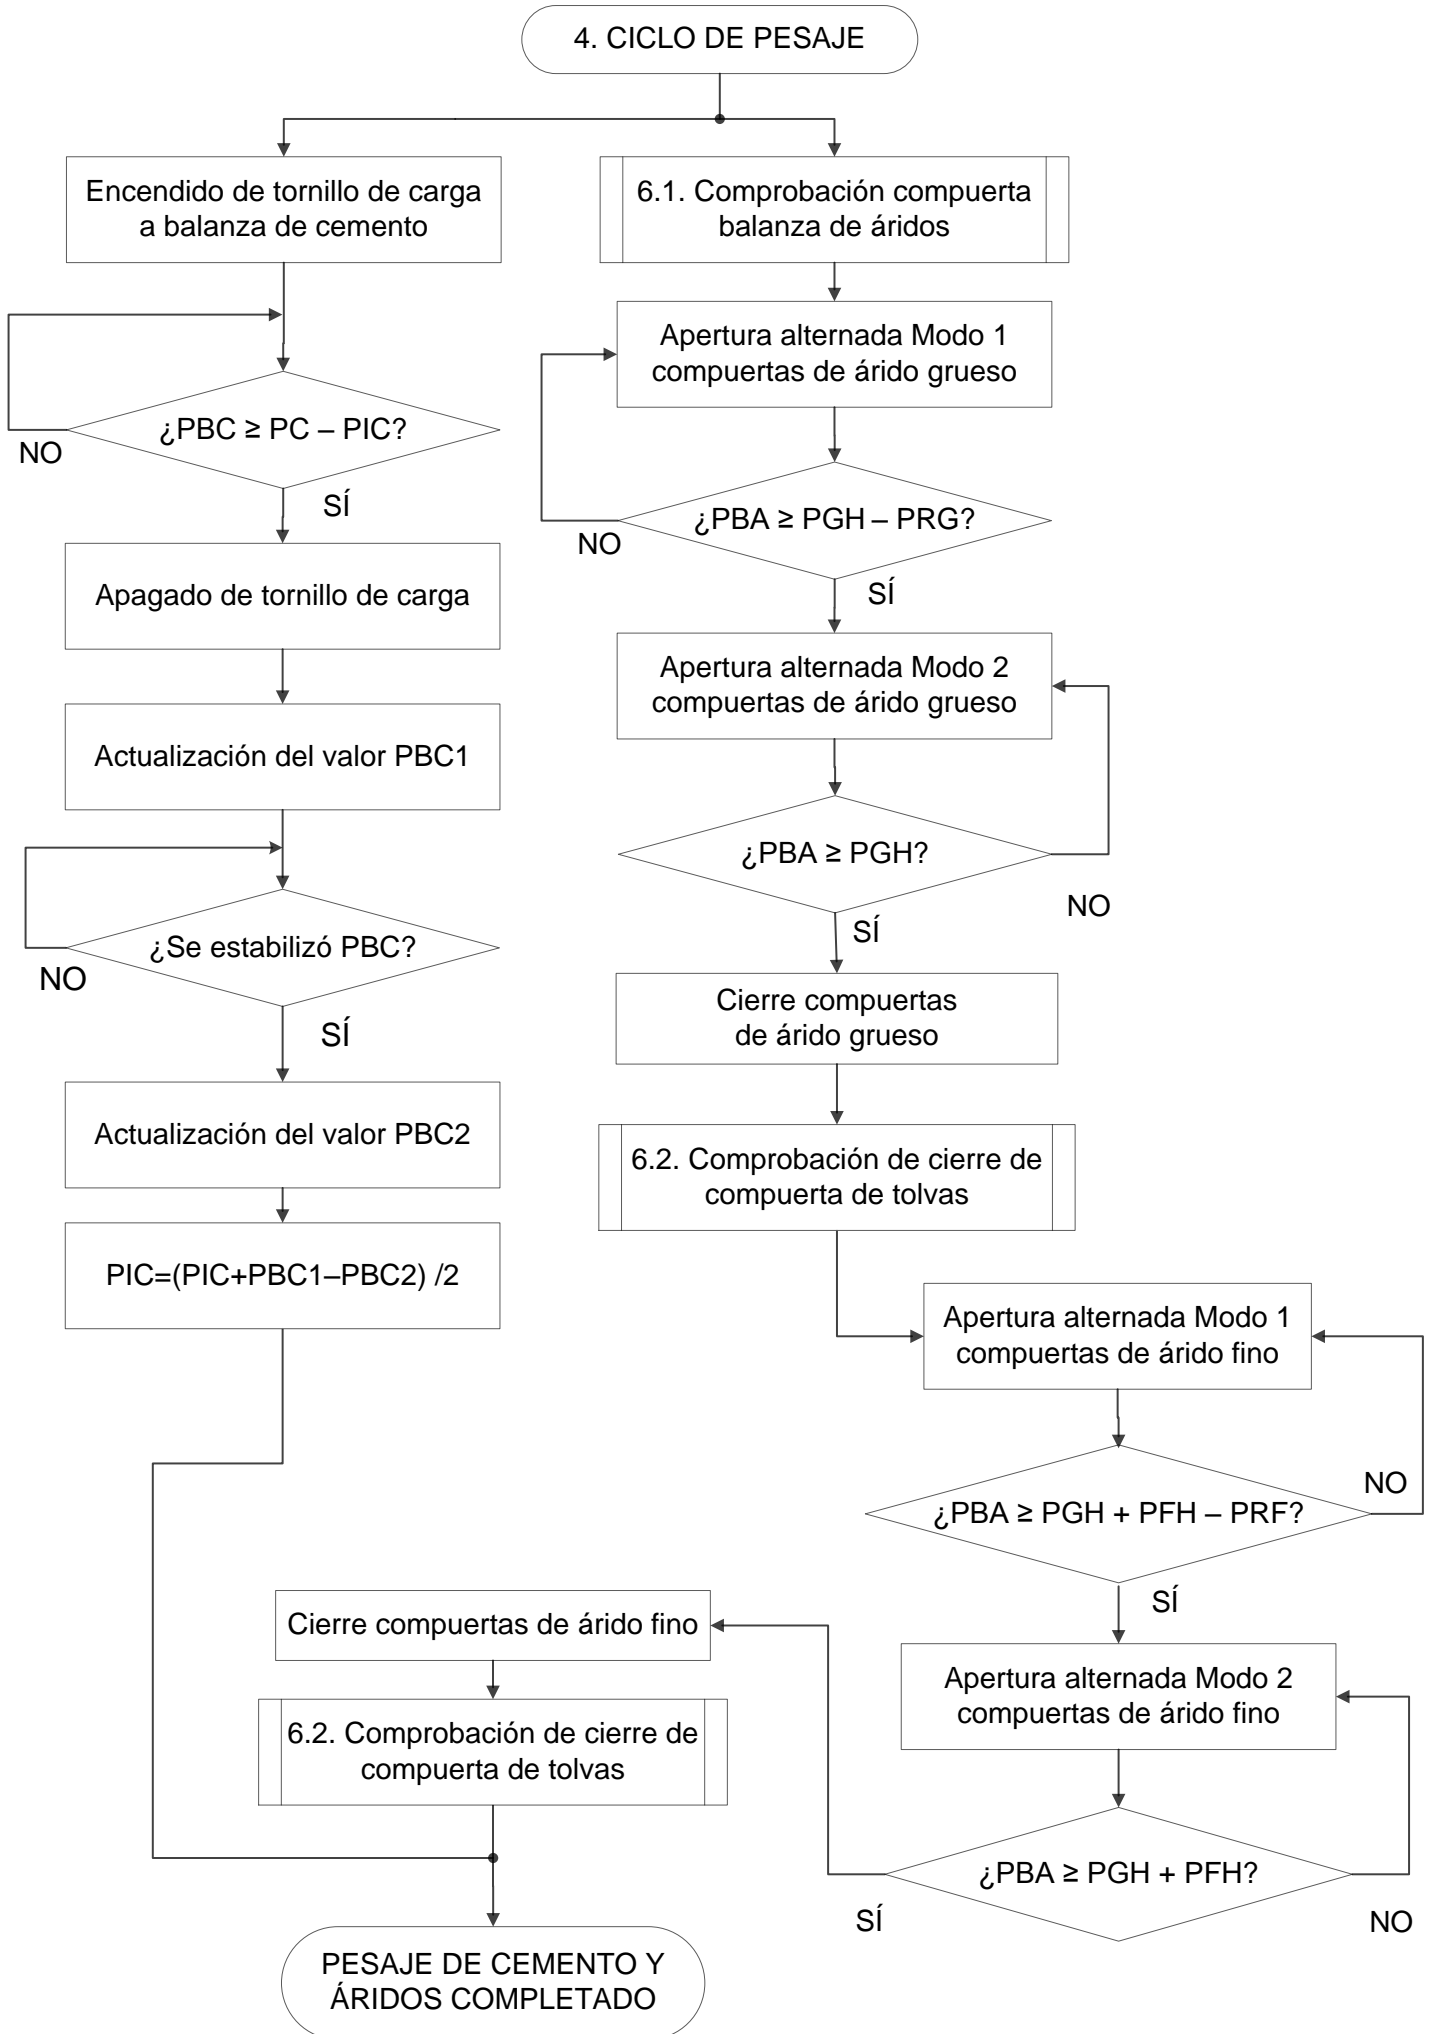 4. CICLO DE PESAJE
Encendido de tornillo de carga
a balanza de cemento
¿PBC ≥ PC – PIC?
NO
SÍ
Apagado de tornillo de carga
Actualización del valor PBC1
¿Se estabilizó PBC?
NO
SÍ
Actualización del valor PBC2
PIC=(PIC+PBC1–PBC2) /2
6.1. Comprobación compuerta
balanza de áridos
Apertura alternada Modo 1
compuertas de árido grueso
¿PBA ≥ PGH – PRG?
NO
SÍ
Apertura alternada Modo 2
compuertas de árido grueso
¿PBA ≥ PGH?
NO
SÍ
Cierre compuertas
de árido grueso
6.2. Comprobación de cierre de
compuerta de tolvas
Apertura alternada Modo 1
compuertas de árido fino
¿PBA ≥ PGH + PFH – PRF?
NO
SÍ
Apertura alternada Modo 2
compuertas de árido fino
¿PBA ≥ PGH + PFH?
NO
SÍ
Cierre compuertas de árido fino
6.2. Comprobación de cierre de
compuerta de tolvas
PESAJE DE CEMENTO Y
ÁRIDOS COMPLETADO